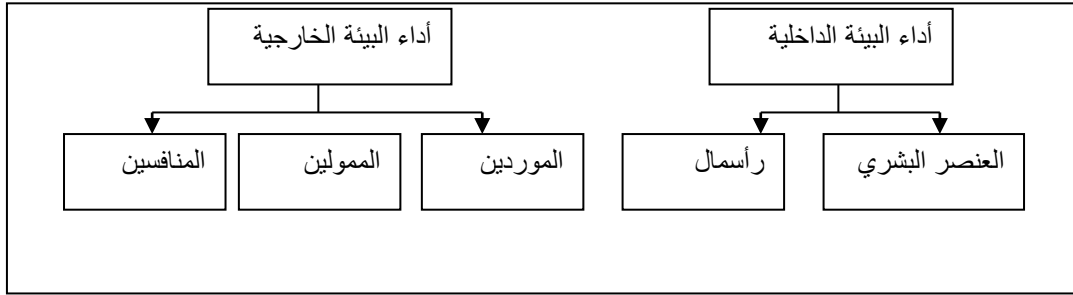 أداء البيئة الداخلية
أداء البيئة الخارجية
العنصر البشري
رأسمال
الموردين
الممولين
المنافسين